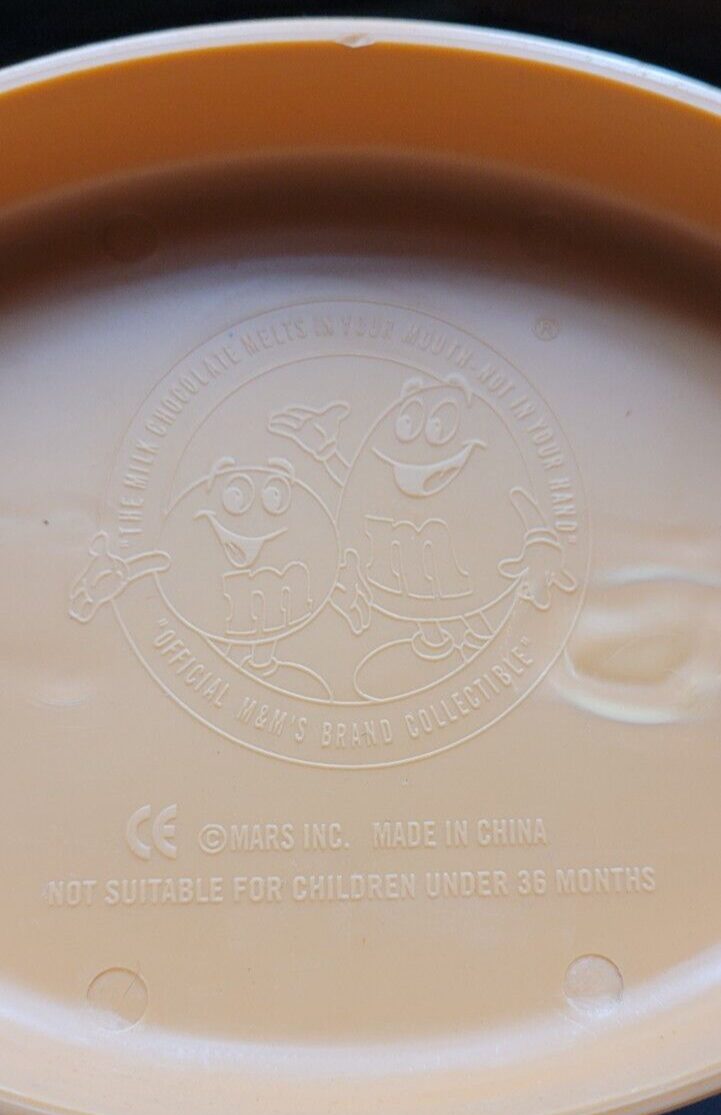 "THE MILK CHOCOLATE MELTS IN YOUR MOUTH-NOT IN YOUR HAND"
®
m m
"OFFICIAL M&M'S BRAND COLLECTIBLE"
CE ©MARS INC. MADE IN CHINA
NOT SUITABLE FOR CHILDREN UNDER 36 MONTHS